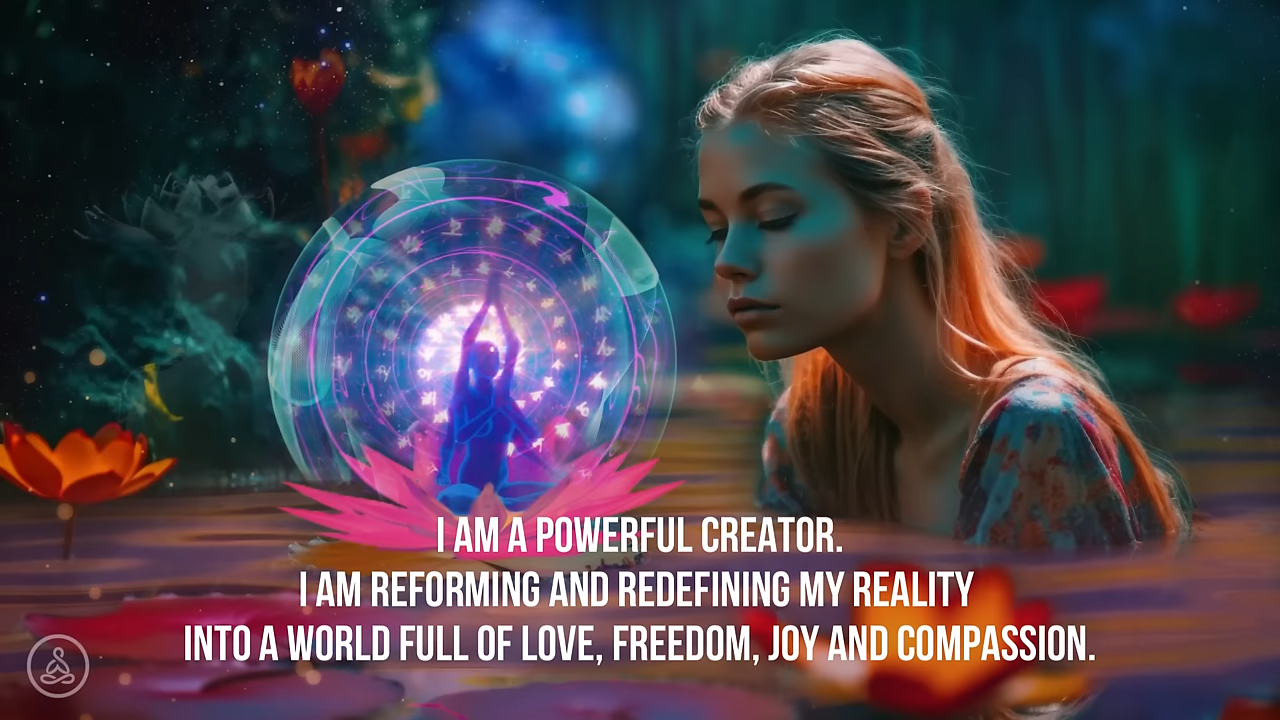 I AM A POWERFUL CREATOR.
I AM REFORMING AND REDEFINING MY REALITY
INTO A WORLD FULL OF LOVE, FREEDOM, JOY AND COMPASSION.